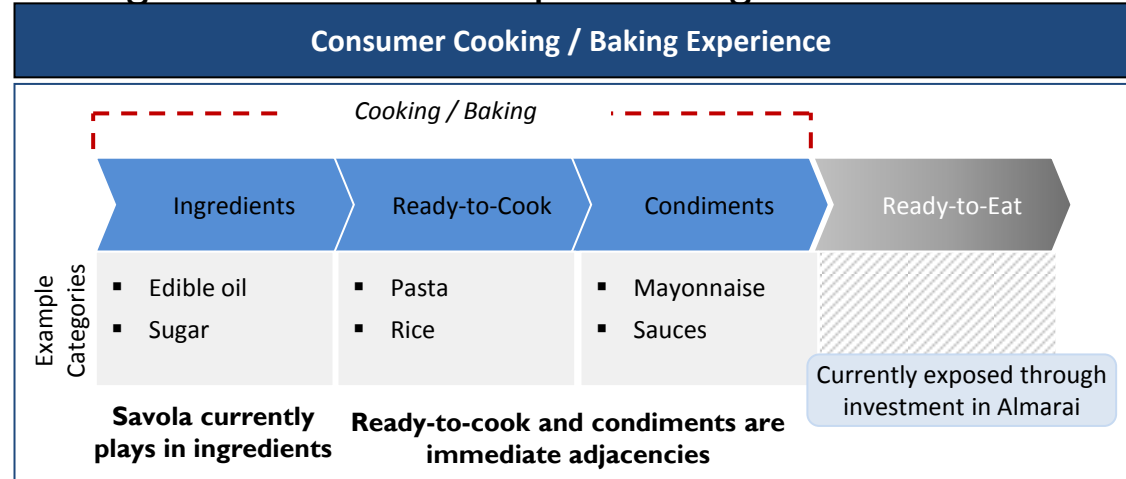 Consumer Cooking / Baking Experience
Cooking / Baking
Ingredients
Ready-to-Cook
Condiments
Ready-to-Eat
Example
Categories
▪ Edible oil
▪ Sugar
▪ Pasta
▪ Rice
▪ Mayonnaise
▪ Sauces
Currently exposed through
investment in Almarai
Savola currently
plays in ingredients
Ready-to-cook and condiments are
immediate adjacencies